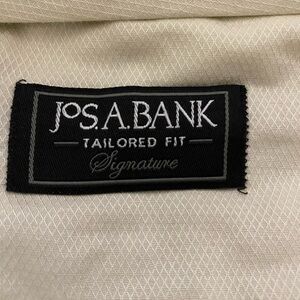 JOS. A. BANK
TAILORED FIT
Signature